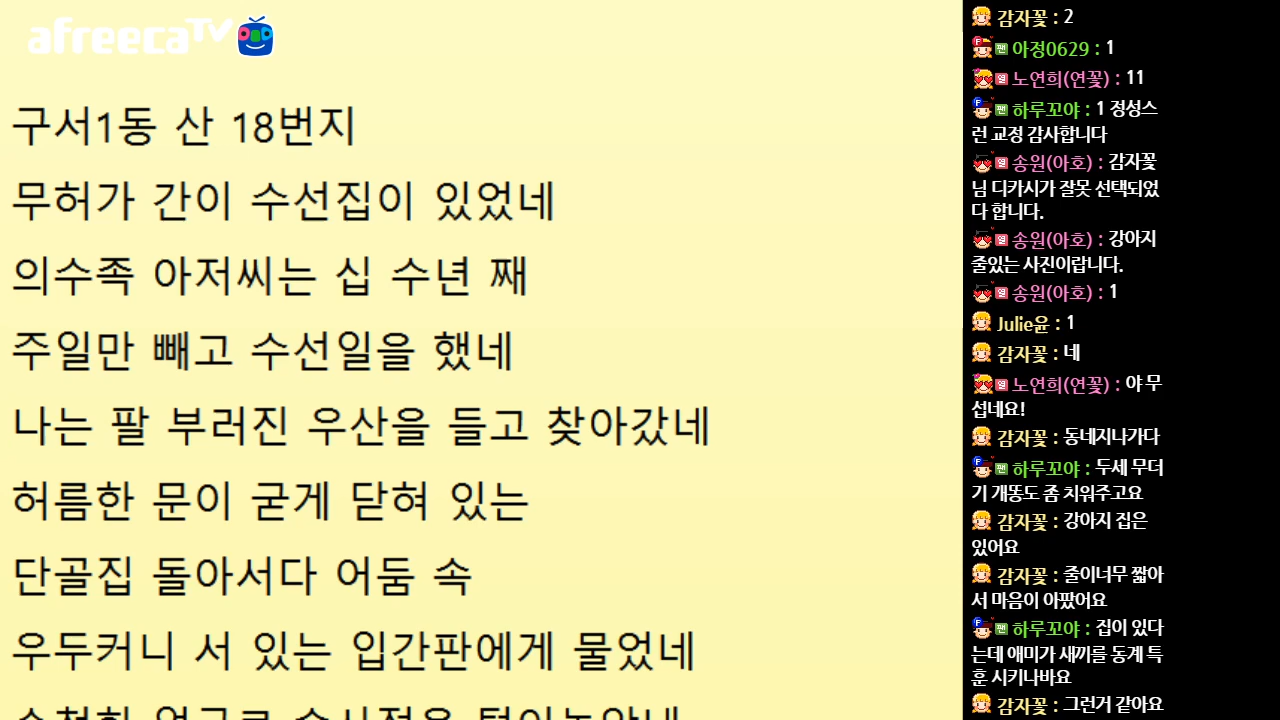 afreecaTV
구서1동 산 18번지
무허가 간이 수선집이 있었네
의수족 아저씨는 십 수년 째
주일만 빼고 수선일을 했네
나는 팔 부러진 우산을 들고 찾아갔네
허름한 문이 굳게 닫혀 있는
단골집 돌아서다 어둠 속
우두커니 서 있는 입간판에게 물었네
감자꽃 : 2
팬 아정0629 : 1
열 노연희(연꽃) : 11
팬 하루꼬야 : 1 정성스
런 교정 감사합니다
열 송원(아호) : 감자꽃
님 디카시가 잘못 선택되었
다 합니다.
열 송원(아호) : 강아지
줄있는 사진이랍니다.
열 송원(아호) : 1
Julie윤 : 1
감자꽃 : 네
열 노연희(연꽃) : 야 무
섭네요!
감자꽃 : 동네지나가다
팬 하루꼬야 : 두세 무더
기 개똥도 좀 치워주고요
감자꽃 : 강아지 집은
있어요
감자꽃 : 줄이너무 짧아
서 마음이 아팠어요
팬 하루꼬야 : 집이 있다
는데 애미가 새끼를 동계 특
훈 시키나바요
감자꽃 : 그런거 같아요